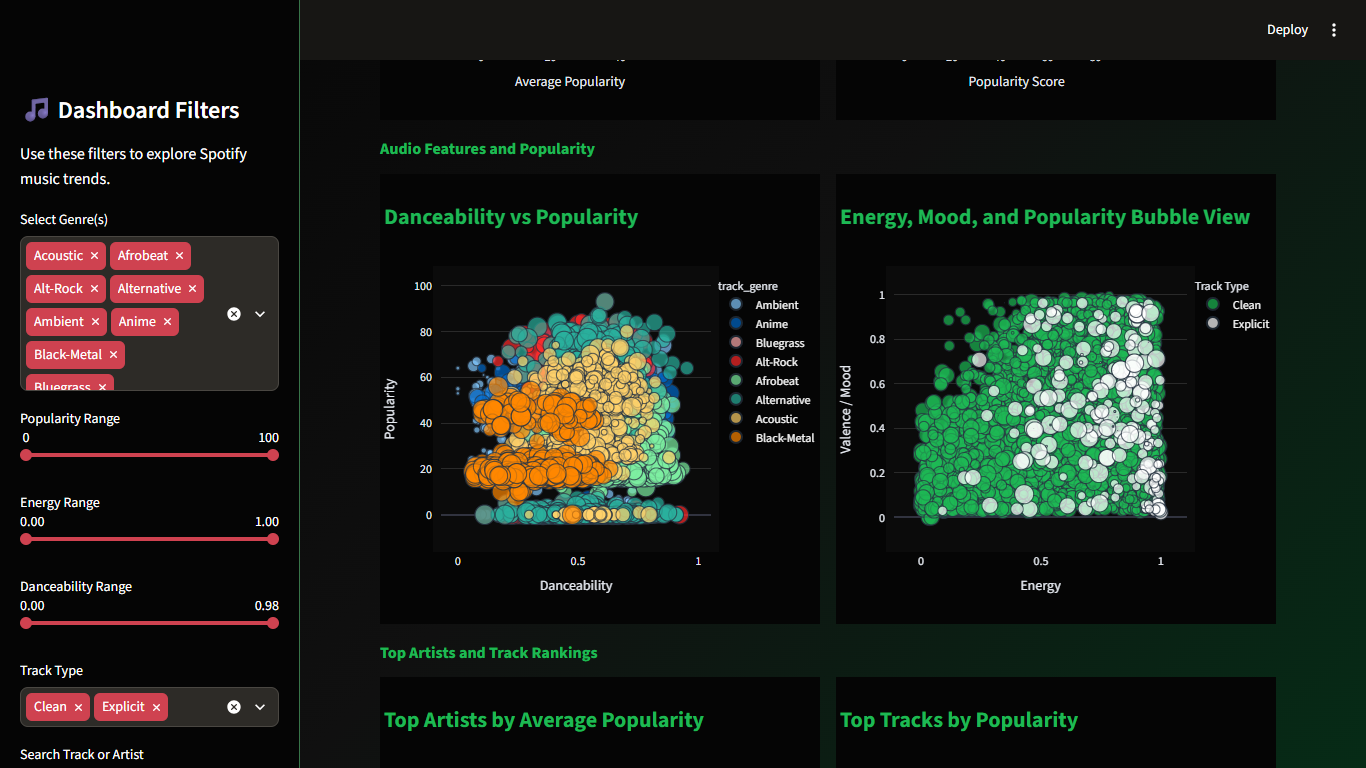 Deploy
Dashboard Filters
Use these filters to explore Spotify
music trends.
Select Genre(s)
Acoustic × Afrobeat ×
Alt-Rock × Alternative ×
Ambient × Anime ×
Black-Metal ×
Bluegrass ×
Popularity Range
0 100
Energy Range
0.00 1.00
Danceability Range
0.00 0.98
Track Type
Clean × Explicit ×
Search Track or Artist
Average Popularity
Popularity Score
Audio Features and Popularity
Danceability vs Popularity
100
80
60
40
20
0
Popularity
0 0.5 1
Danceability
track_genre
Ambient
Anime
Bluegrass
Alt-Rock
Afrobeat
Alternative
Acoustic
Black-Metal
Energy, Mood, and Popularity Bubble View
1
0.8
0.6
0.4
0.2
0
Valence / Mood
0 0.5 1
Energy
Track Type
Clean
Explicit
Top Artists and Track Rankings
Top Artists by Average Popularity
Top Tracks by Popularity